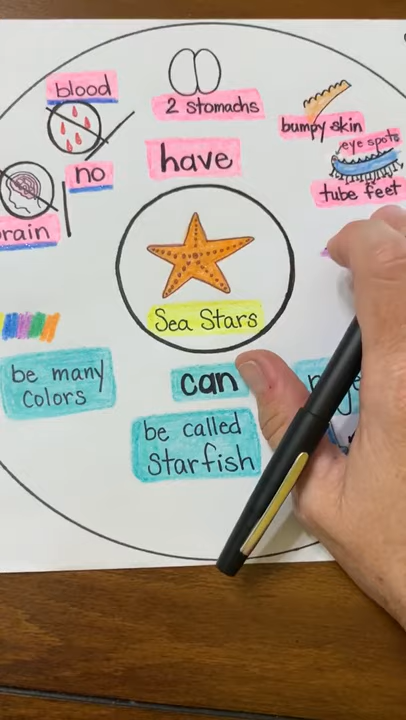 blood
2 stomachs
bumpy skin
eye spots
have
no
tube feet
Sea Stars
be many
colors
can
be called
Starfish